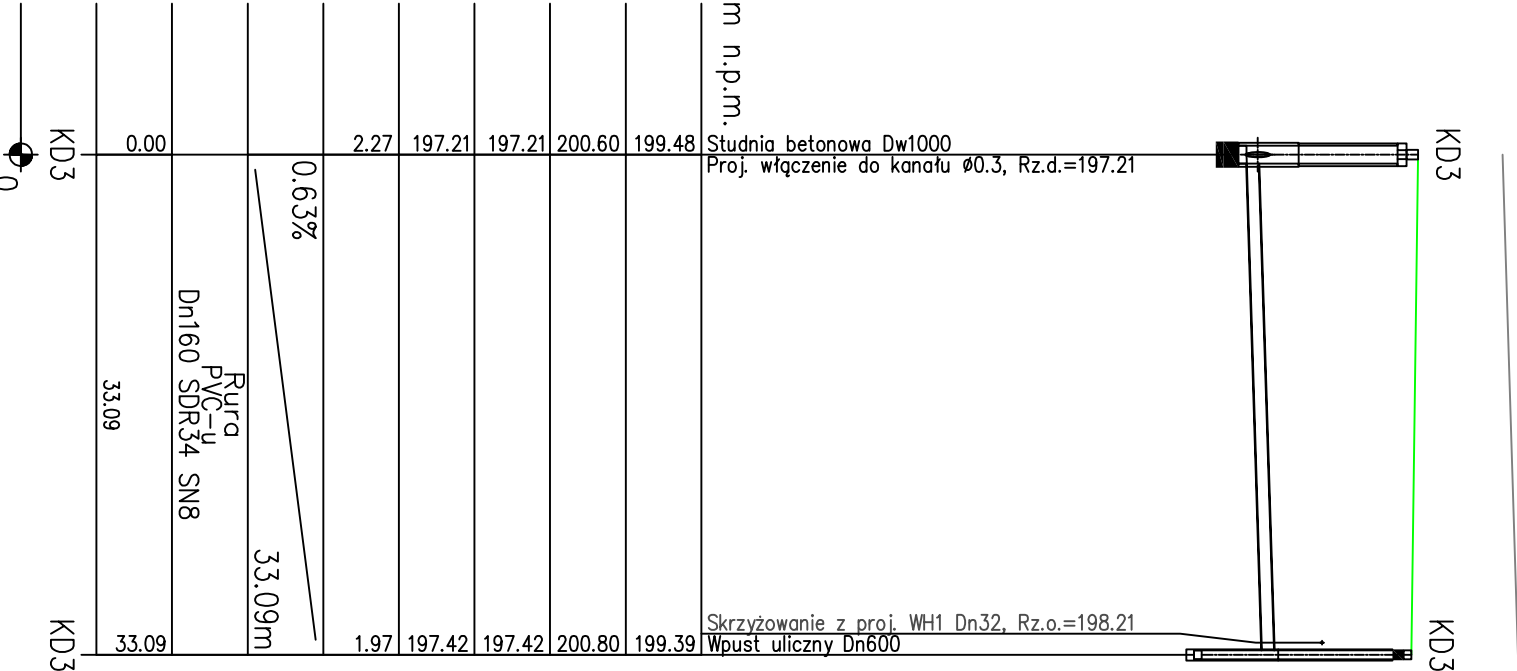 m n.p.m.
KD3
0.00
2.27
197.21
197.21
200.60
199.48
Studnia betonowa Dw1000
Proj. włączenie do kanału Ø0.3, Rz.d.=197.21
KD3
0
0.63%
Rura
PVC-u
Dn160 SDR34 SN8
33.09
33.09m
KD3
33.09
1.97
197.42
197.42
200.80
199.39
Skrzyżowanie z proj. WH1 Dn32, Rz.o.=198.21
Wpust uliczny Dn600
KD3